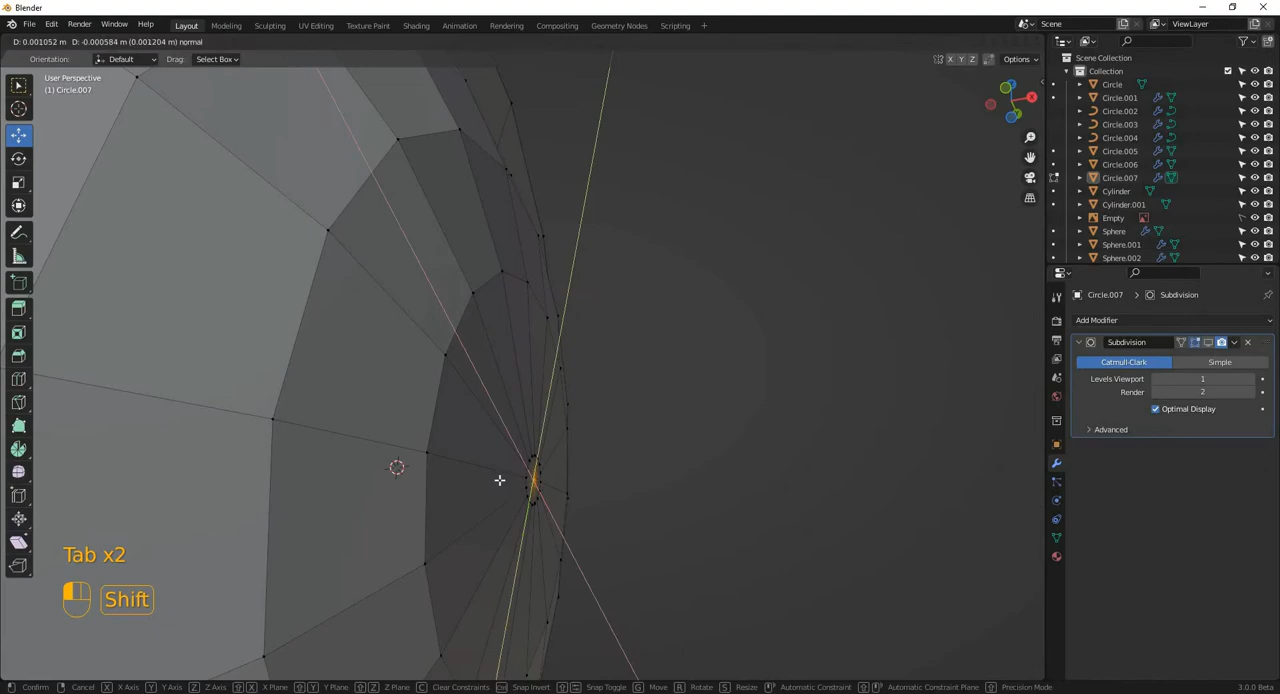 Blender
File Edit Render Window Help Layout Modeling Sculpting UV Editing Texture Paint Shading Animation Rendering Compositing Geometry Nodes Scripting + Scene ViewLayer
D: 0.001052 m D: -0.000584 m (0.001204 m) normal
Orientation: Default Drag: Select Box X Y Z Options
User Perspective
(1) Circle.007
X
Scene Collection
Collection
Circle
Circle.001
Circle.002
Circle.003
Circle.004
Circle.005
Circle.006
Circle.007
Cylinder
Cylinder.001
Empty
Sphere
Sphere.001
Sphere.002
Circle.007 > Subdivision
Add Modifier
Subdivision
Catmull-Clark Simple
Levels Viewport 1
Render 2
Optimal Display
Advanced
Tab x2
Shift
Confirm Cancel X X Axis Y Y Axis Z Z Axis X X Plane Y Y Plane Z Z Plane C Clear Constraints Snap Invert Snap Toggle G Move R Rotate S Resize Automatic Constraint Automatic Constraint Plane Precision Mode 3.0.0 Beta